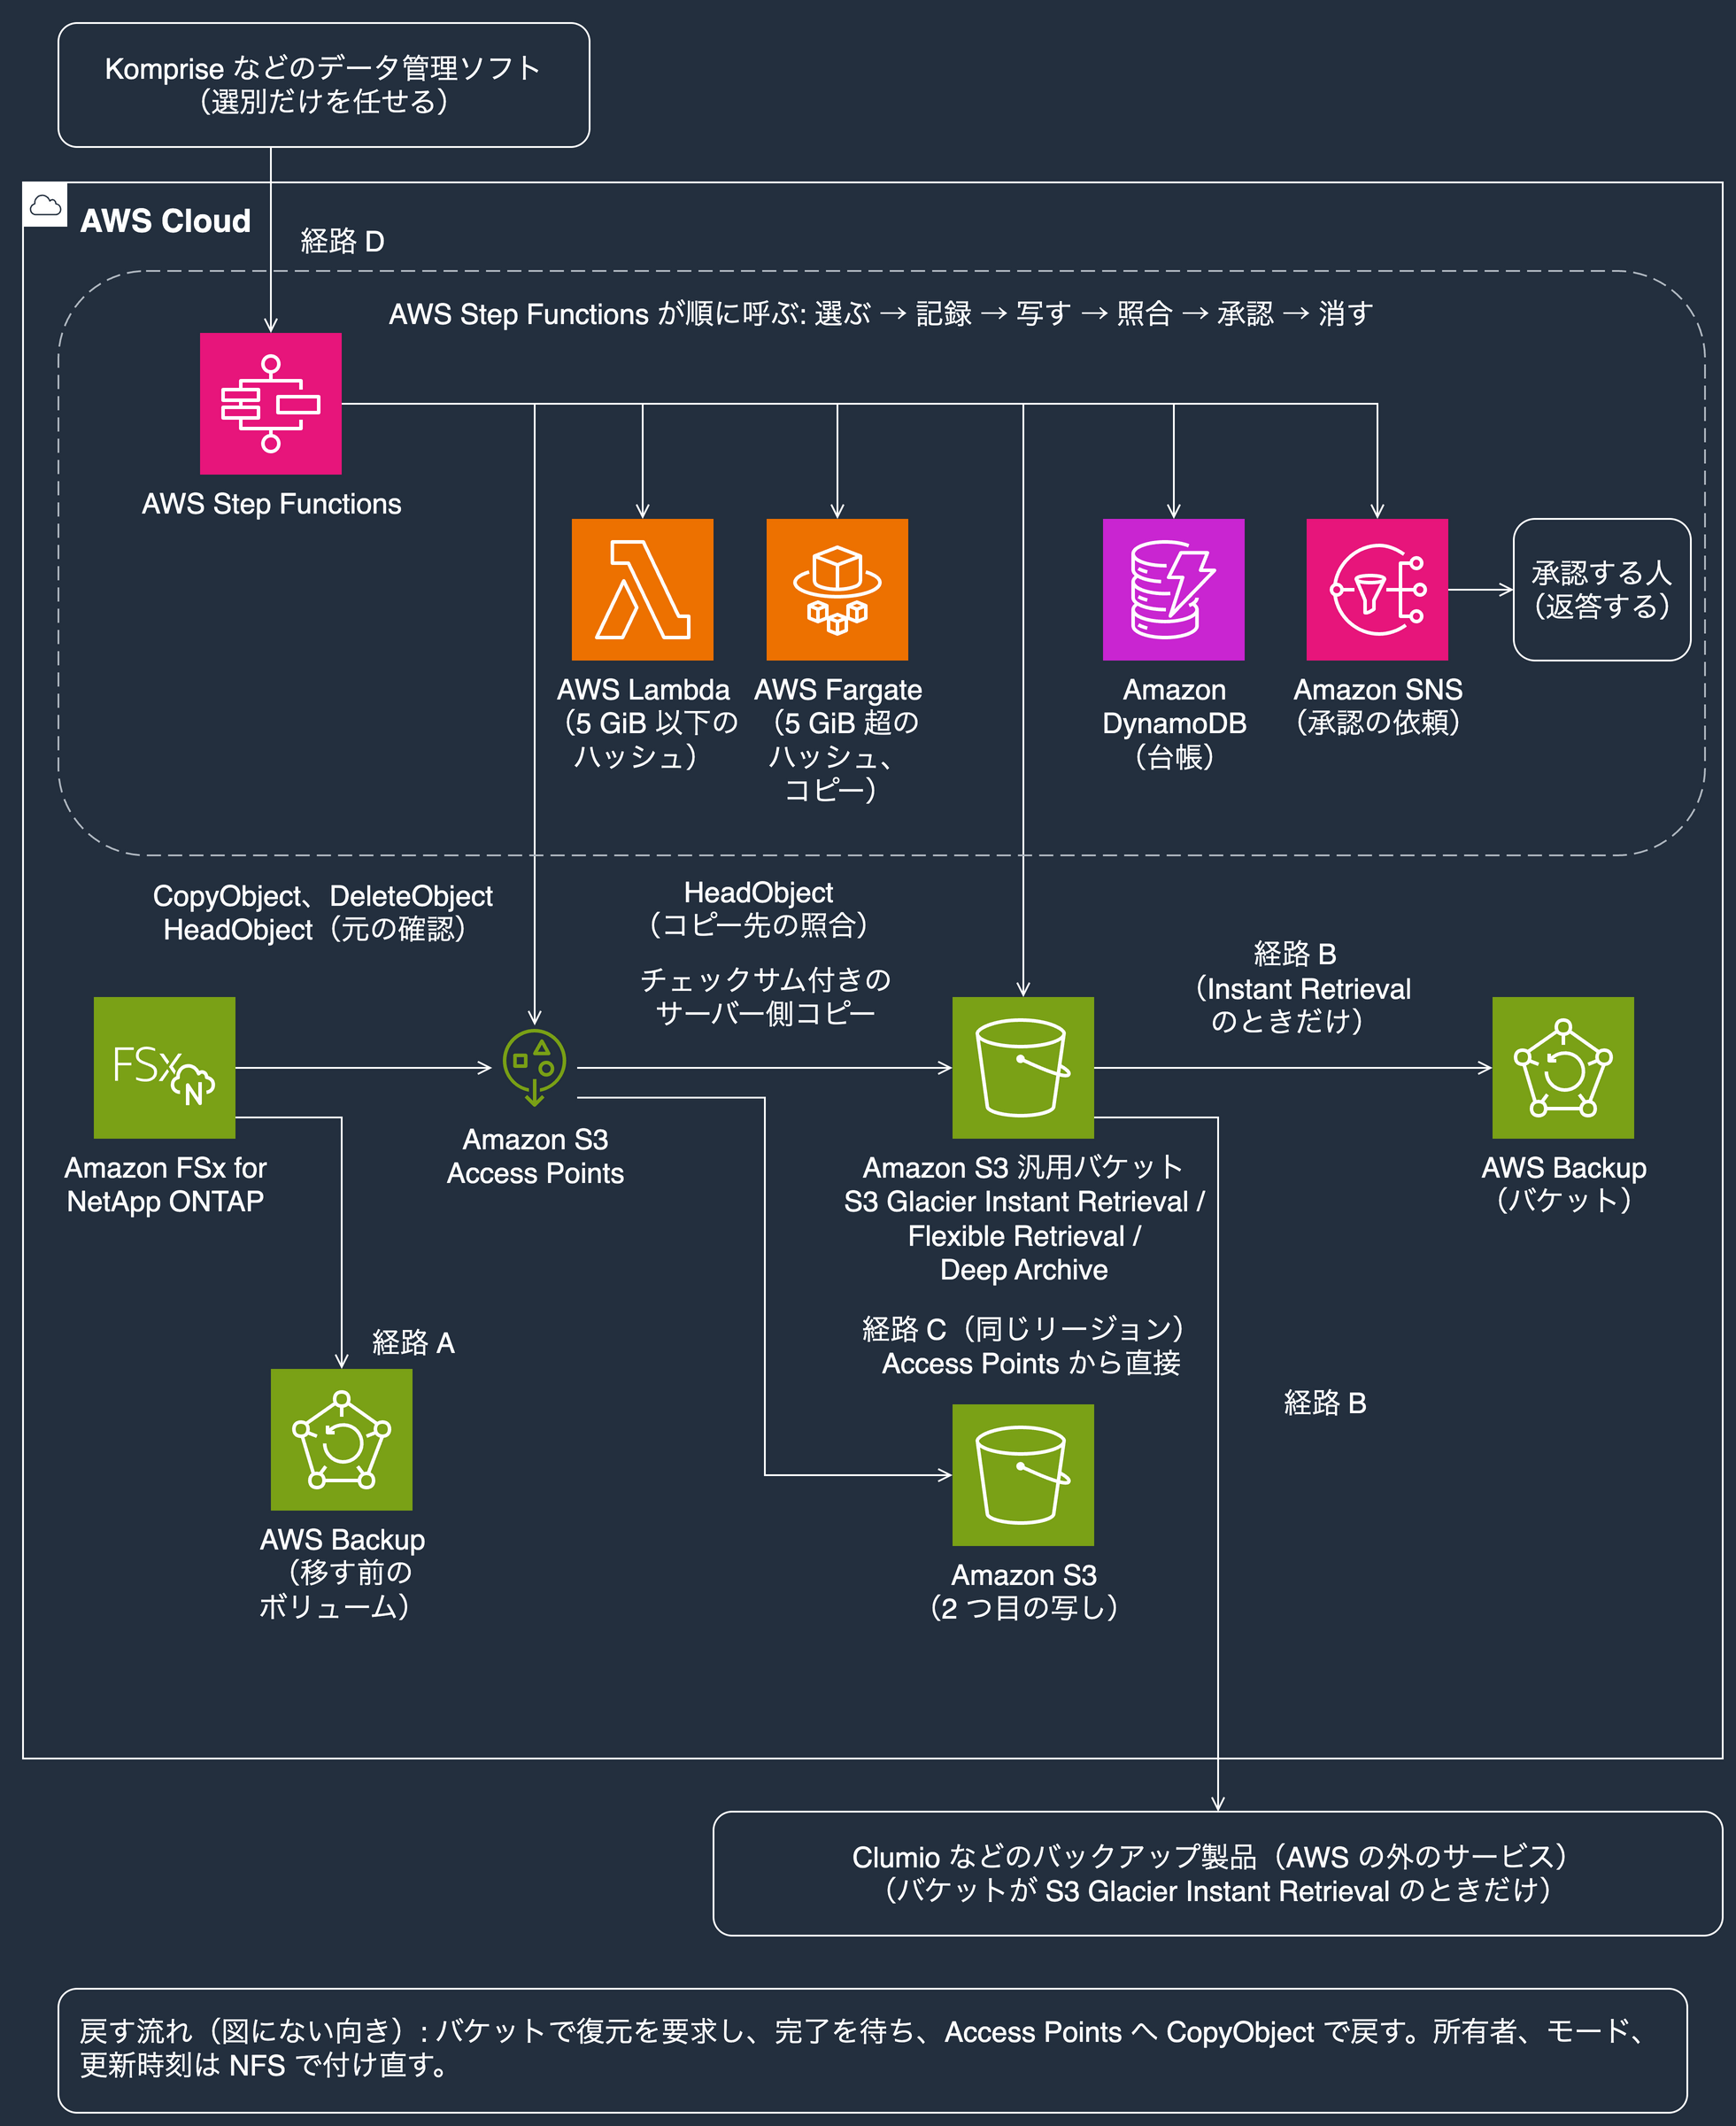 Komprise などのデータ管理ソフト
（選別だけを任せる）
AWS Cloud
経路 D
AWS Step Functions が順に呼ぶ: 選ぶ → 記録 → 写す → 照合 → 承認 → 消す
AWS Step Functions
AWS Lambda
（5 GiB 以下の
ハッシュ）
AWS Fargate
（5 GiB 超の
ハッシュ、
コピー）
Amazon
DynamoDB
（台帳）
Amazon SNS
（承認の依頼）
承認する人
（返答する）
CopyObject、DeleteObject
HeadObject（元の確認）
HeadObject
（コピー先の照合）
チェックサム付きの
サーバー側コピー
経路 B
（Instant Retrieval
のときだけ）
FSx
N
Amazon FSx for
NetApp ONTAP
Amazon S3
Access Points
Amazon S3 汎用バケット
S3 Glacier Instant Retrieval /
Flexible Retrieval /
Deep Archive
AWS Backup
（バケット）
経路 A
経路 C（同じリージョン）
Access Points から直接
経路 B
AWS Backup
（移す前の
ボリューム）
Amazon S3
（2 つ目の写し）
Clumio などのバックアップ製品（AWS の外のサービス）
（バケットが S3 Glacier Instant Retrieval のときだけ）
戻す流れ（図にない向き）: バケットで復元を要求し、完了を待ち、Access Points へ CopyObject で戻す。所有者、モード、
更新時刻は NFS で付け直す。